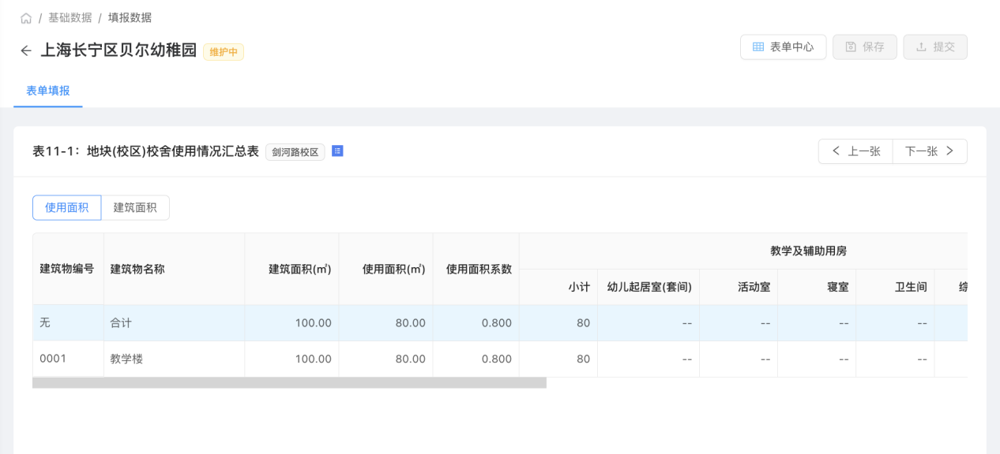 / 基础数据 / 填报数据
上海长宁区贝尔幼稚园 维护中
表单中心 保存 提交
表单填报
表11-1：地块(校区)校舍使用情况汇总表 剑河路校区
上一张 下一张
使用面积 建筑面积
教学及辅助用房
建筑物编号 建筑物名称 建筑面积(㎡) 使用面积(㎡) 使用面积系数
小计 幼儿起居室(套间) 活动室 寝室 卫生间 综
无 合计 100.00 80.00 0.800 80 -- -- -- --
0001 教学楼 100.00 80.00 0.800 80 -- -- -- --